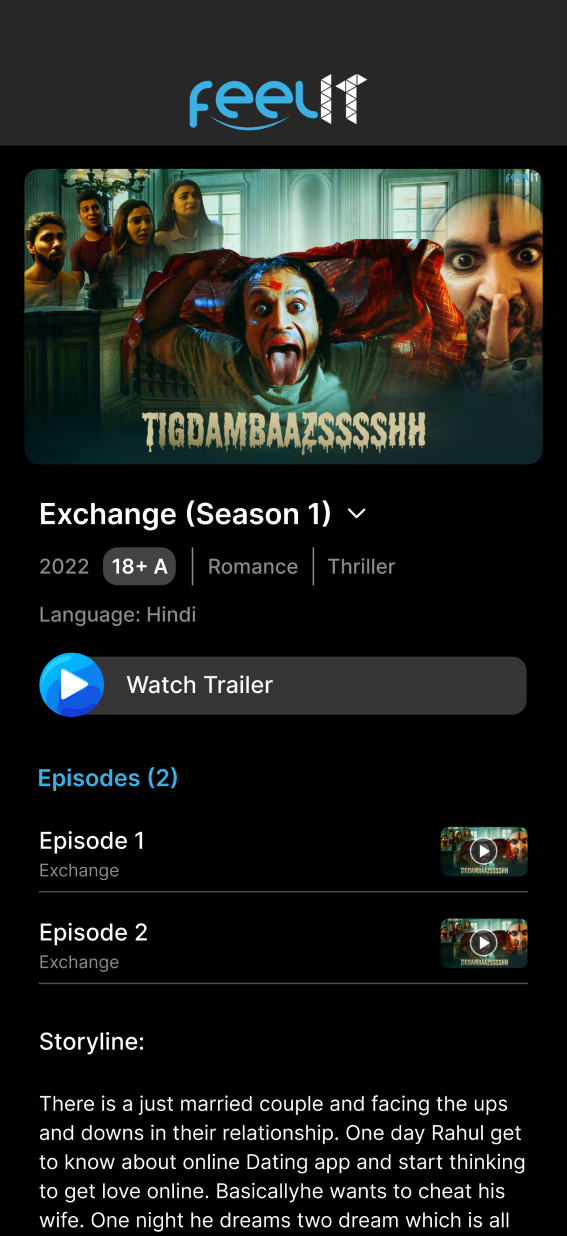 feelIT
feelIT
TIGDAMBAAZSSSSHH
Exchange (Season 1)
2022 18+ A Romance Thriller
Language: Hindi
Watch Trailer
Episodes (2)
Episode 1
Exchange
TIGDAMBAAZSSSSHH
Episode 2
Exchange
TIGDAMBAAZSSSSHH
Storyline:
There is a just married couple and facing the ups
and downs in their relationship. One day Rahul get
to know about online Dating app and start thinking
to get love online. Basicallyhe wants to cheat his
wife. One night he dreams two dream which is all